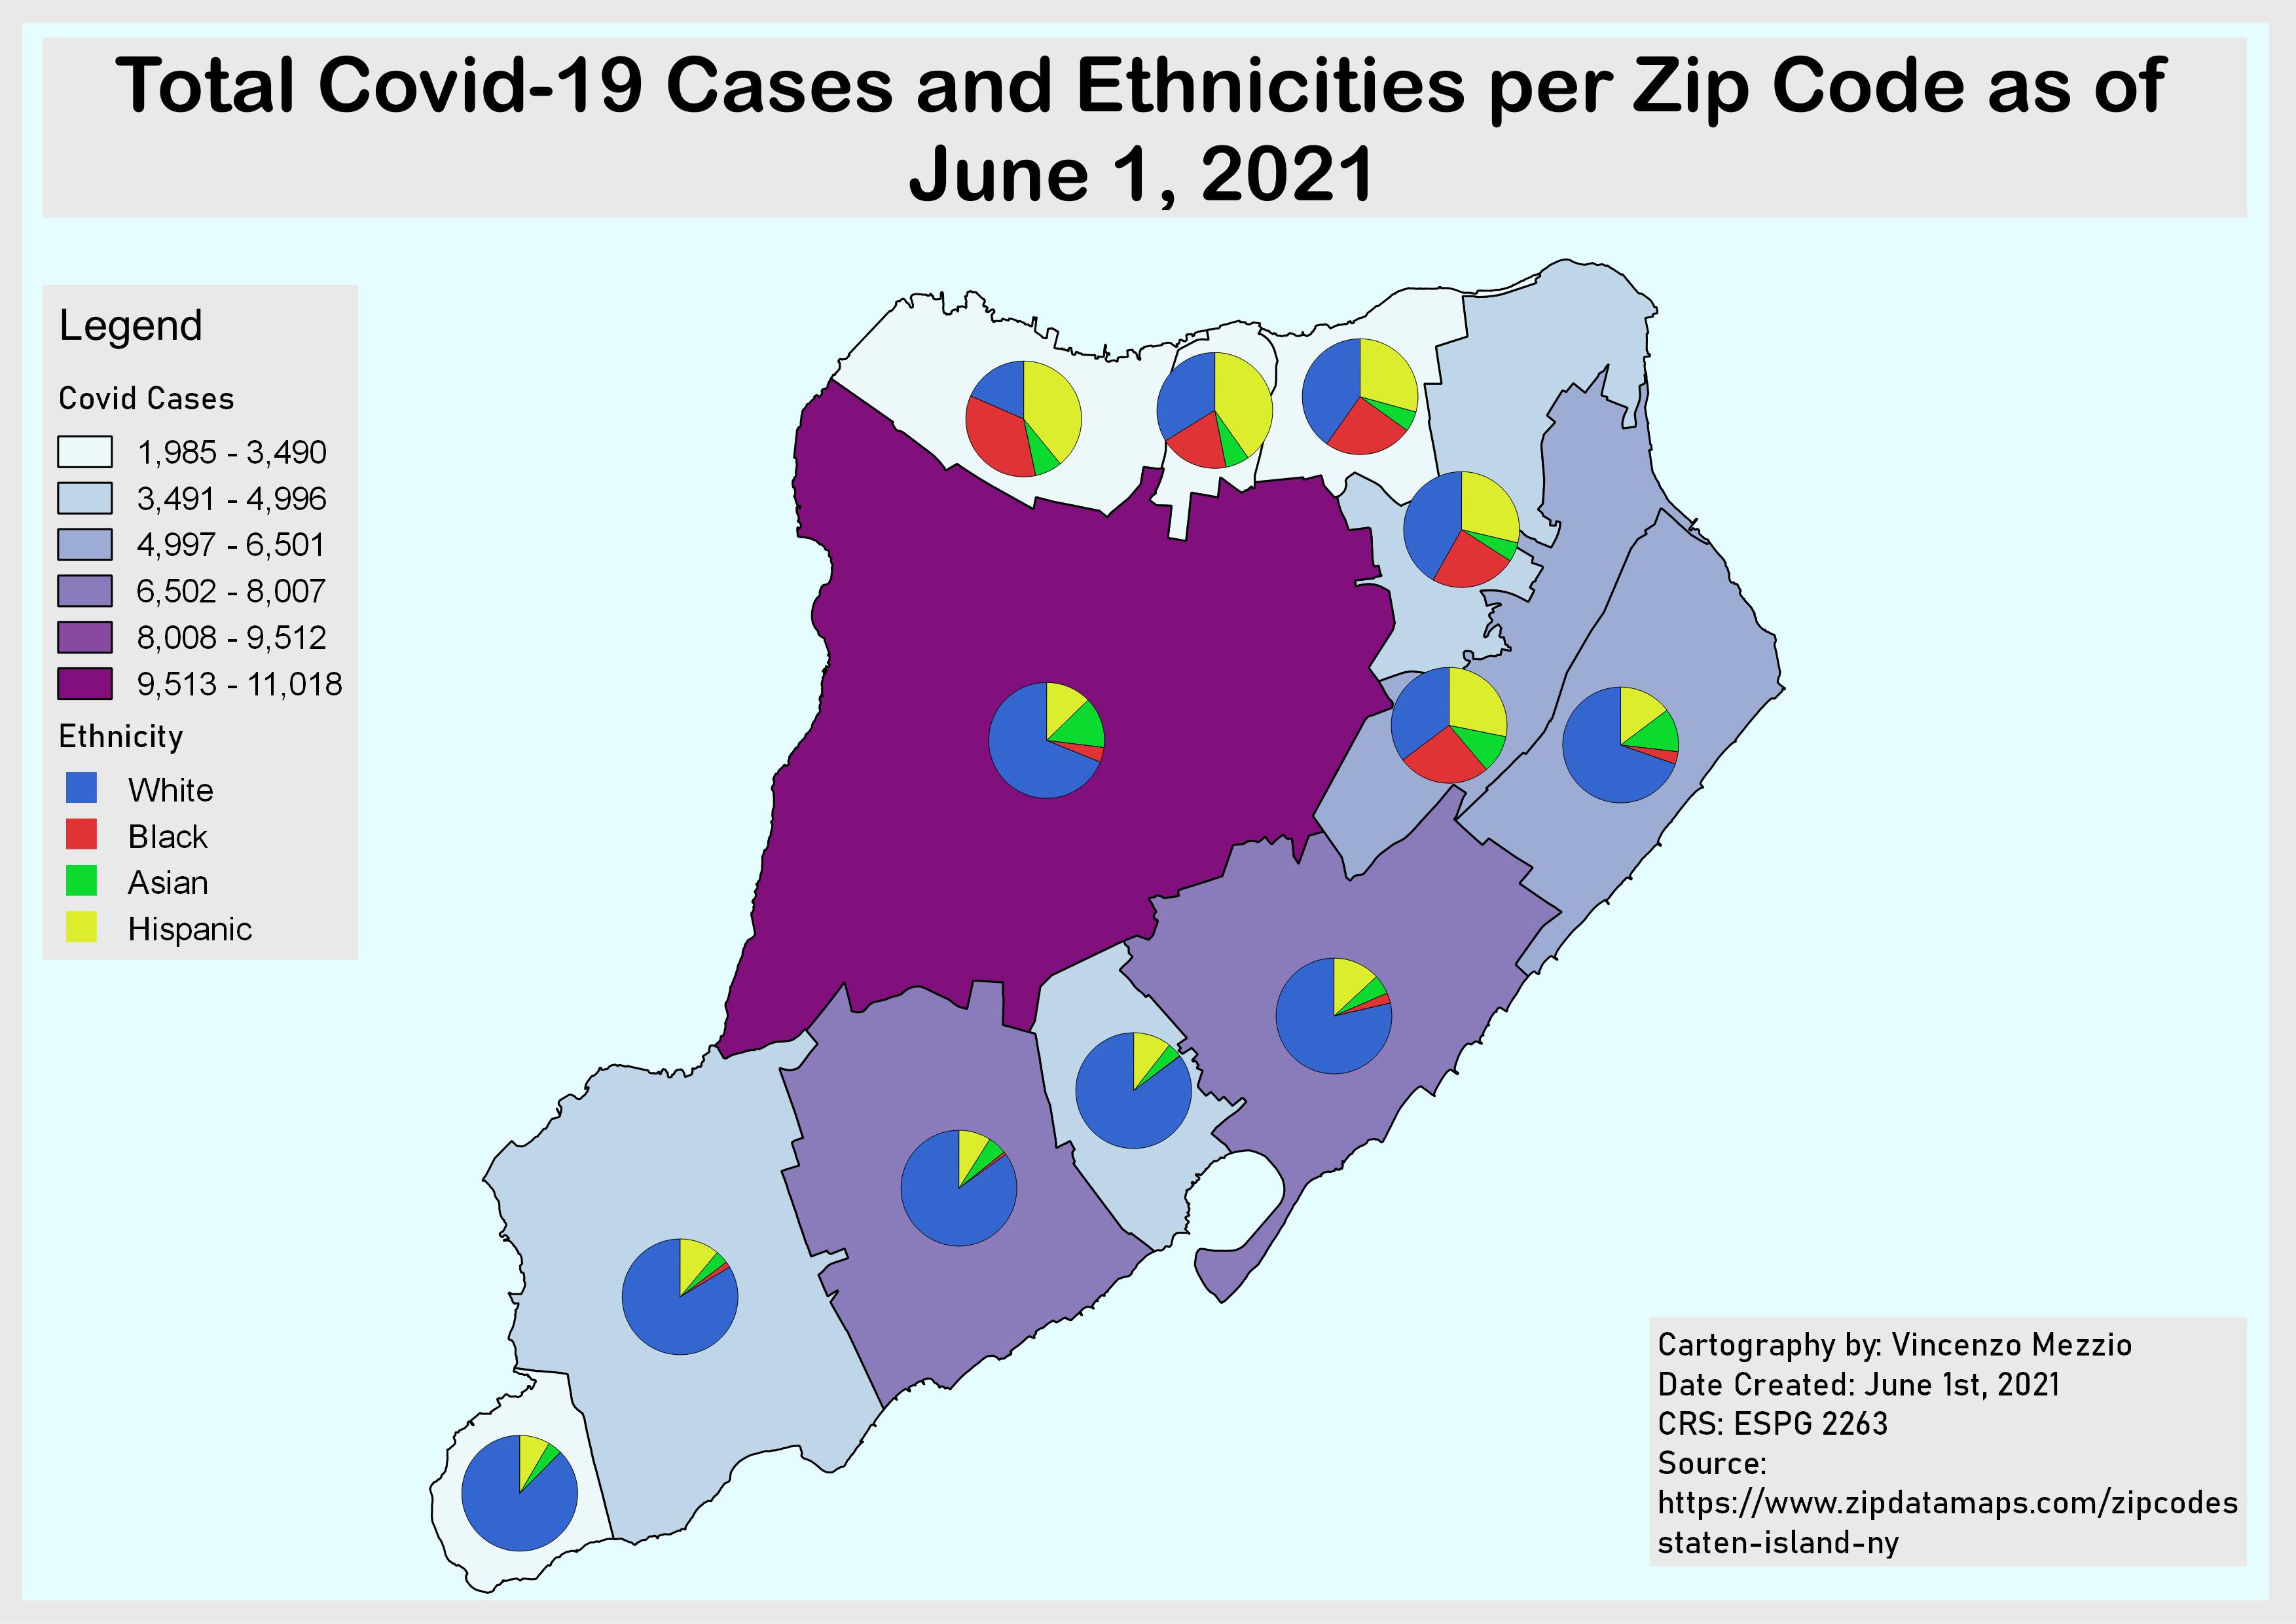 Total Covid-19 Cases and Ethnicities per Zip Code as of
June 1, 2021
Legend
Covid Cases
1,985 - 3,490
3,491 - 4,996
4,997 - 6,501
6,502 - 8,007
8,008 - 9,512
9,513 - 11,018
Ethnicity
White
Black
Asian
Hispanic
Cartography by: Vincenzo Mezzio
Date Created: June 1st, 2021
CRS: ESPG 2263
Source:
https://www.zipdatamaps.com/zipcodes
staten-island-ny